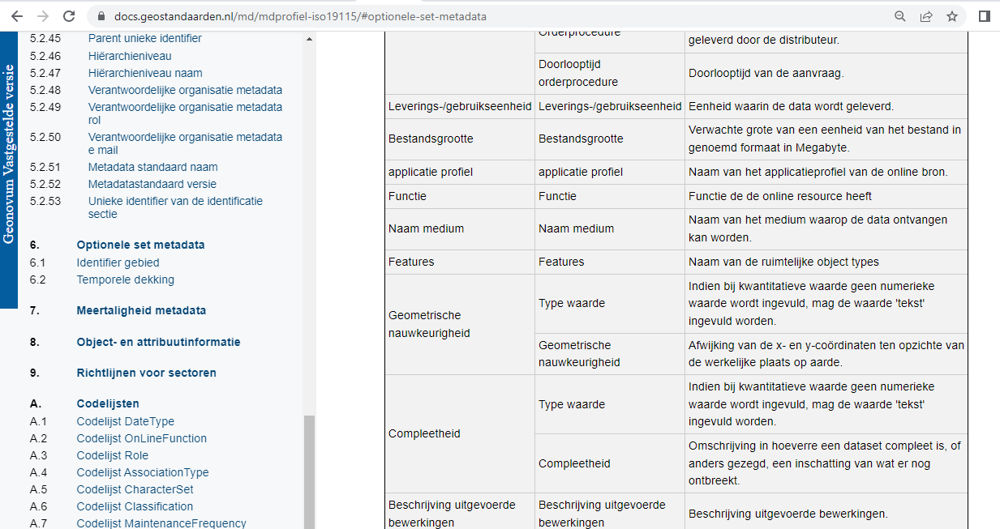 docs.geostandaarden.nl/md/mdprofiel-iso19115/#optionele-set-metadata
Geonovum Vastgestelde versie
5.2.45 Parent unieke identifier
5.2.46 Hiërarchieniveau
5.2.47 Hiërarchieniveau naam
5.2.48 Verantwoordelijke organisatie metadata
5.2.49 Verantwoordelijke organisatie metadata
rol
5.2.50 Verantwoordelijke organisatie metadata
e mail
5.2.51 Metadata standaard naam
5.2.52 Metadatastandaard versie
5.2.53 Unieke identifier van de identificatie
sectie
6. Optionele set metadata
6.1 Identifier gebied
6.2 Temporele dekking
7. Meertaligheid metadata
8. Object- en attribuutinformatie
9. Richtlijnen voor sectoren
A. Codelijsten
A.1 Codelijst DateType
A.2 Codelijst OnLineFunction
A.3 Codelijst Role
A.4 Codelijst AssociationType
A.5 Codelijst CharacterSet
A.6 Codelijst Classification
A.7 Codelijst MaintenanceFrequency
Orderprocedure
geleverd door de distributeur.
Doorlooptijd
orderprocedure
Doorlooptijd van de aanvraag.
Leverings-/gebruikseenheid
Leverings-/gebruikseenheid
Eenheid waarin de data wordt geleverd.
Bestandsgrootte
Bestandsgrootte
Verwachte grote van een eenheid van het bestand in
genoemd formaat in Megabyte.
applicatie profiel
applicatie profiel
Naam van het applicatieprofiel van de online bron.
Functie
Functie
Functie de de online resource heeft
Naam medium
Naam medium
Naam van het medium waarop de data ontvangen
kan worden.
Features
Features
Naam van de ruimtelijke object types
Geometrische
nauwkeurigheid
Type waarde
Indien bij kwantitatieve waarde geen numerieke
waarde wordt ingevuld, mag de waarde 'tekst'
ingevuld worden.
Geometrische
nauwkeurigheid
Afwijking van de x- en y-coördinaten ten opzichte van
de werkelijke plaats op aarde.
Compleetheid
Type waarde
Indien bij kwantitatieve waarde geen numerieke
waarde wordt ingevuld, mag de waarde 'tekst'
ingevuld worden.
Compleetheid
Omschrijving in hoeverre een dataset compleet is, of
anders gezegd, een inschatting van wat er nog
ontbreekt.
Beschrijving uitgevoerde
bewerkingen
Beschrijving uitgevoerde
bewerkingen
Beschrijving uitgevoerde bewerkingen.